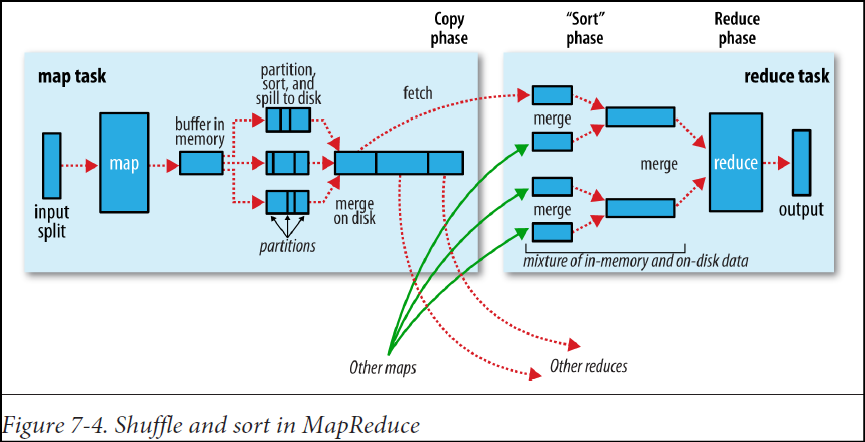 Copy
phase
“Sort”
phase
Reduce
phase
map task
reduce task
partition,
sort, and
spill to disk
fetch
buffer in
memory
merge
map
merge
reduce
input
split
merge
on disk
merge
output
partitions
mixture of in-memory and on-disk data
Other maps
Other reduces
Figure 7-4. Shuffle and sort in MapReduce